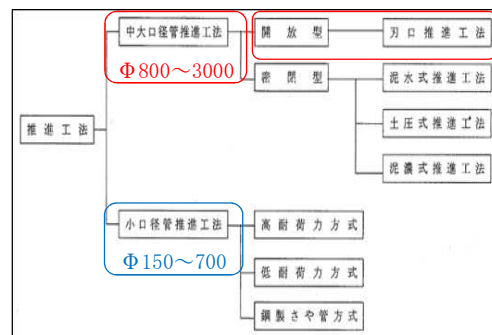 中大口径管推進工法
開放型
刃口推進工法
Φ800～3000
密閉型
泥水式推進工法
推進工法
土圧式推進工法
泥濃式推進工法
小口径管推進工法
高耐荷力方式
Φ150～700
低耐荷力方式
鋼製さや管方式